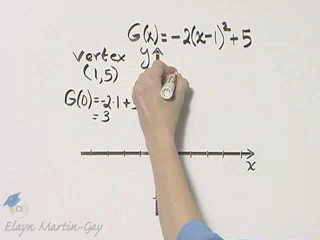 G(x) = -2(x-1)² + 5
vertex
(1,5)
y
G(0) = -2·1 +
= 3
x
Elayn Martin-Gay